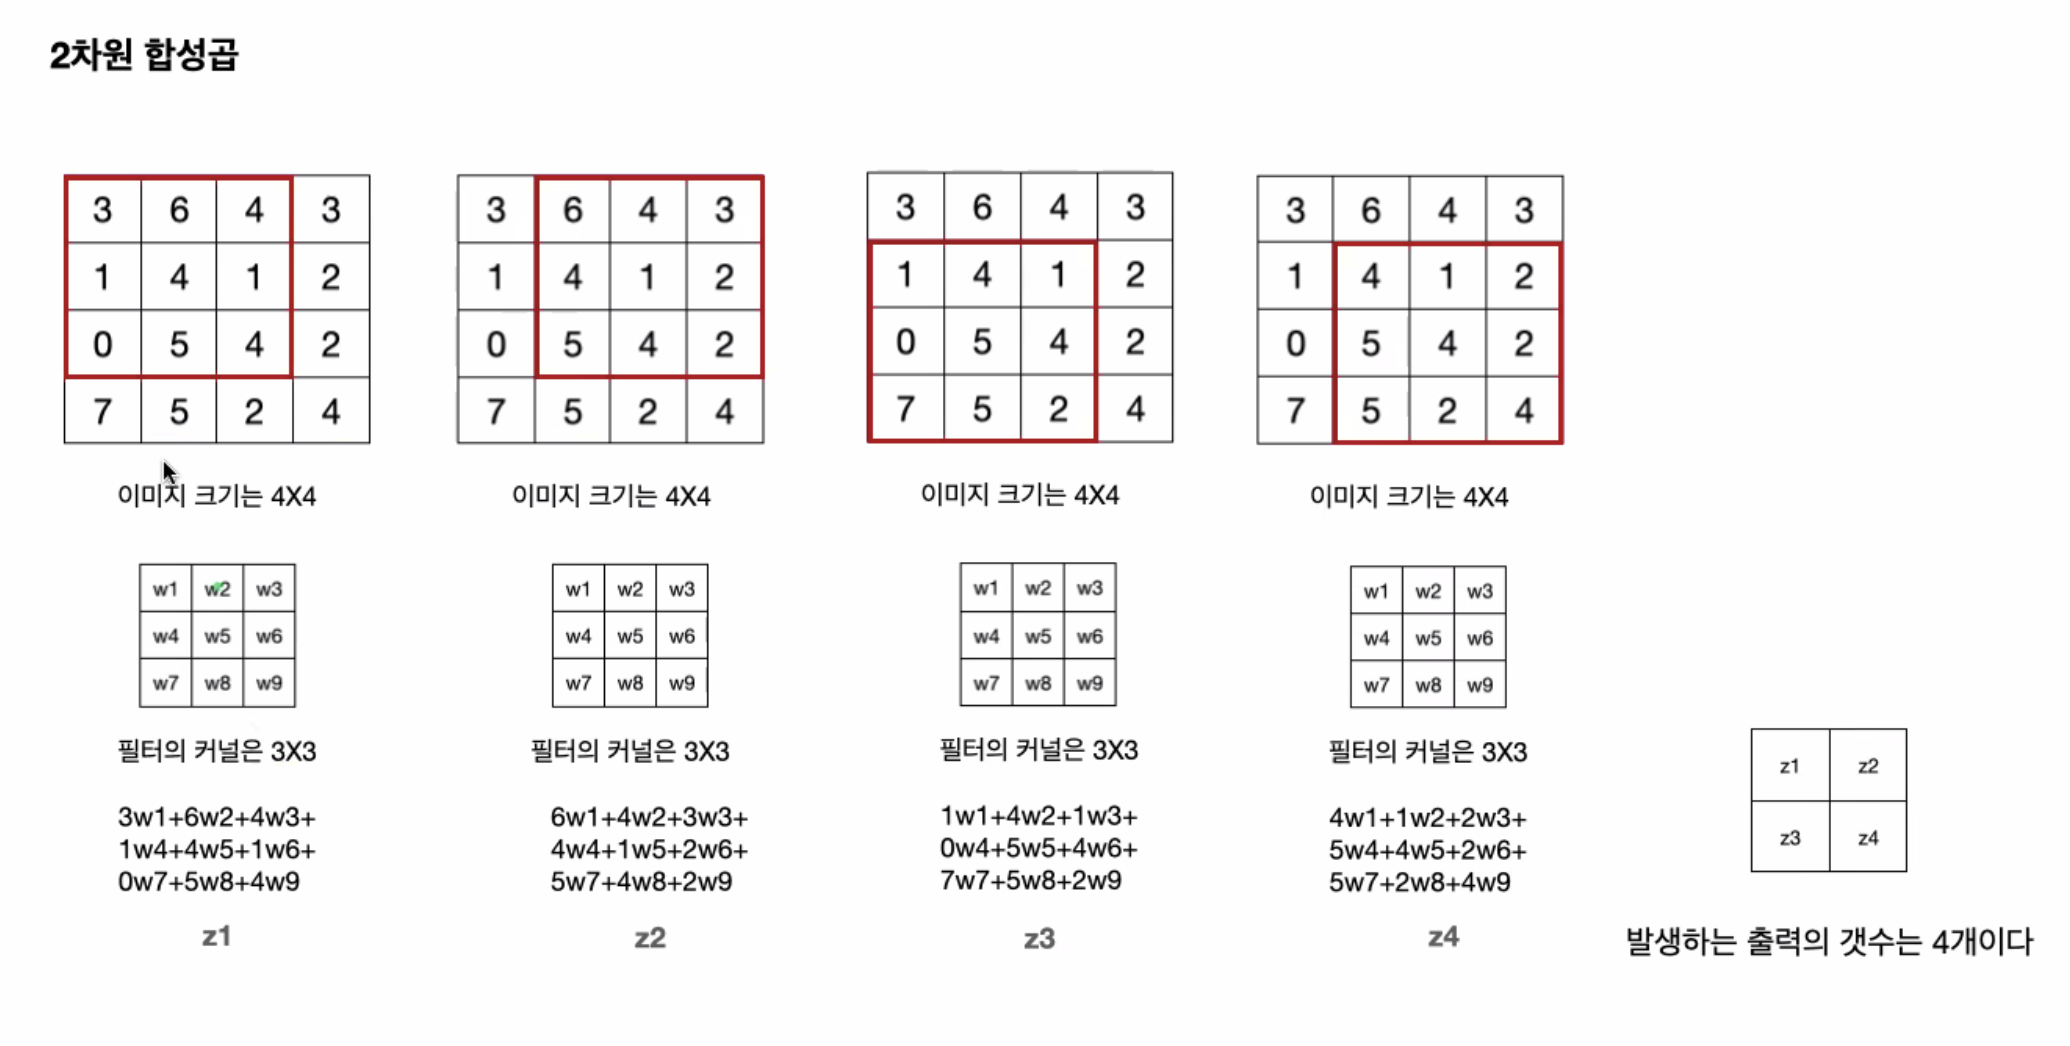 2차원 합성곱
3 6 4 3
1 4 1 2
0 5 4 2
7 5 2 4
이미지 크기는 4X4
w1 w2 w3
w4 w5 w6
w7 w8 w9
필터의 커널은 3X3
3w1+6w2+4w3+
1w4+4w5+1w6+
0w7+5w8+4w9
z1
3 6 4 3
1 4 1 2
0 5 4 2
7 5 2 4
이미지 크기는 4X4
w1 w2 w3
w4 w5 w6
w7 w8 w9
필터의 커널은 3X3
6w1+4w2+3w3+
4w4+1w5+2w6+
5w7+4w8+2w9
z2
3 6 4 3
1 4 1 2
0 5 4 2
7 5 2 4
이미지 크기는 4X4
w1 w2 w3
w4 w5 w6
w7 w8 w9
필터의 커널은 3X3
1w1+4w2+1w3+
0w4+5w5+4w6+
7w7+5w8+2w9
z3
3 6 4 3
1 4 1 2
0 5 4 2
7 5 2 4
이미지 크기는 4X4
w1 w2 w3
w4 w5 w6
w7 w8 w9
필터의 커널은 3X3
4w1+1w2+2w3+
5w4+4w5+2w6+
5w7+2w8+4w9
z4
z1 z2
z3 z4
발생하는 출력의 갯수는 4개이다